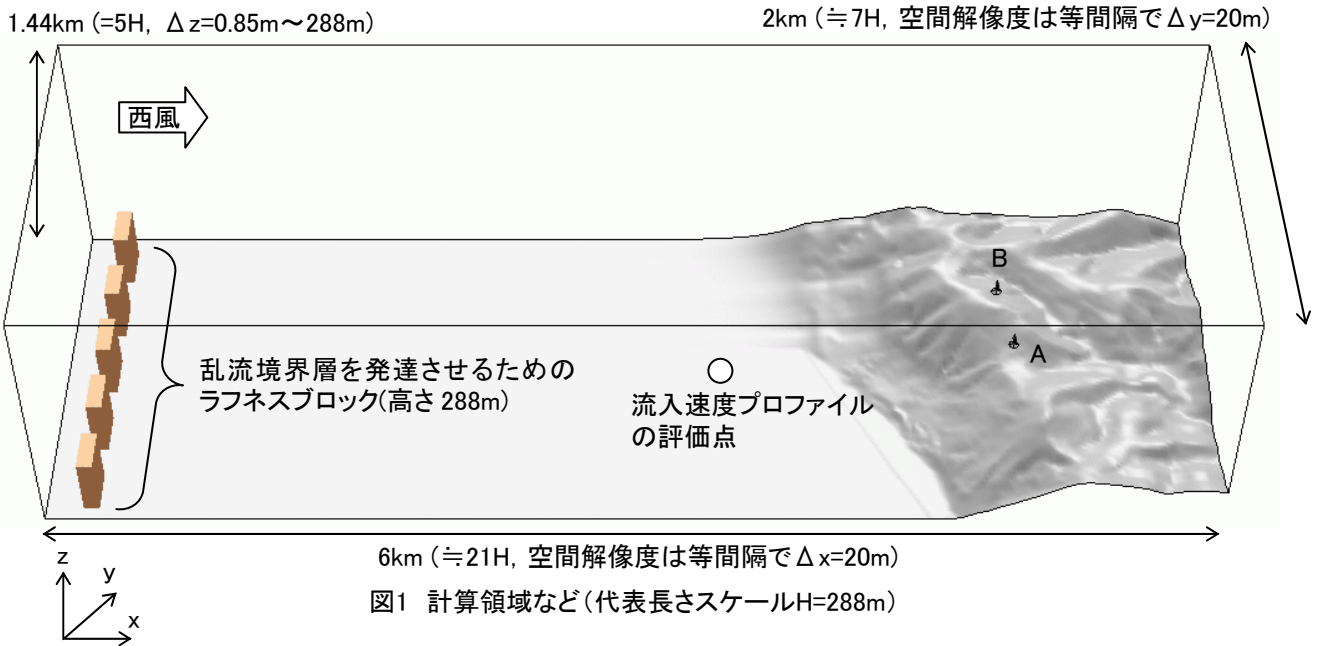 1.44km (=5H, Δz=0.85m～288m)
2km (≒7H, 空間解像度は等間隔でΔy=20m)
西風
B
A
乱流境界層を発達させるための
ラフネスブロック(高さ 288m)
流入速度プロファイル
の評価点
6km (≒21H, 空間解像度は等間隔でΔx=20m)
z
y
x
図1 計算領域など(代表長さスケールH=288m)